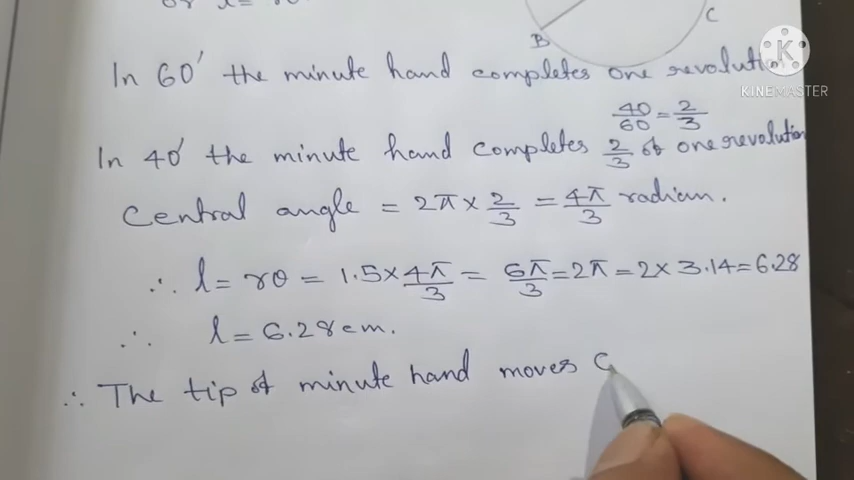 C
B
In 60' the minute hand completes one revolution
K
KINEMASTER
40/60 = 2/3
In 40' the minute hand completes 2/3 of one revolution
Central angle = 2π × 2/3 = 4π/3 radian.
∴ l = rθ = 1.5 × 4π/3 = 6π/3 = 2π = 2 × 3.14 = 6.28
∴ l = 6.28 cm.
∴ The tip of minute hand moves 6